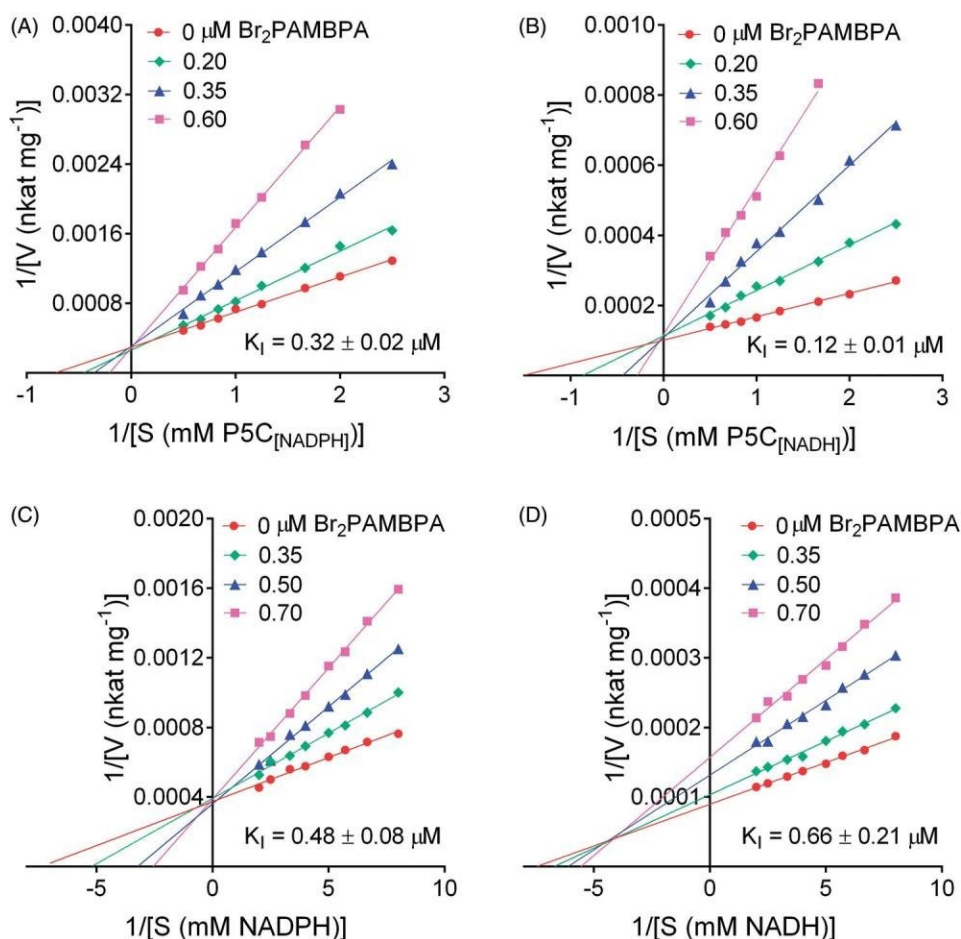 (A)
0.0040
0.0032
0.0024
0.0016
0.0008
1/[V (nkat mg⁻¹)]
0 μM Br₂PAMBPA
0.20
0.35
0.60
K_I = 0.32 ± 0.02 μM
-1 0 1 2 3
1/[S (mM P5C_[NADPH])]
(B)
0.0010
0.0008
0.0006
0.0004
0.0002
1/[V (nkat mg⁻¹)]
0 μM Br₂PAMBPA
0.20
0.35
0.60
K_I = 0.12 ± 0.01 μM
-1 0 1 2 3
1/[S (mM P5C_[NADH])]
(C)
0.0020
0.0016
0.0012
0.0008
0.0004
1/[V (nkat mg⁻¹)]
0 μM Br₂PAMBPA
0.35
0.50
0.70
K_I = 0.48 ± 0.08 μM
-5 0 5 10
1/[S (mM NADPH)]
(D)
0.0005
0.0004
0.0003
0.0002
0.0001
1/[V (nkat mg⁻¹)]
0 μM Br₂PAMBPA
0.35
0.50
0.70
K_I = 0.66 ± 0.21 μM
-5 0 5 10
1/[S (mM NADH)]